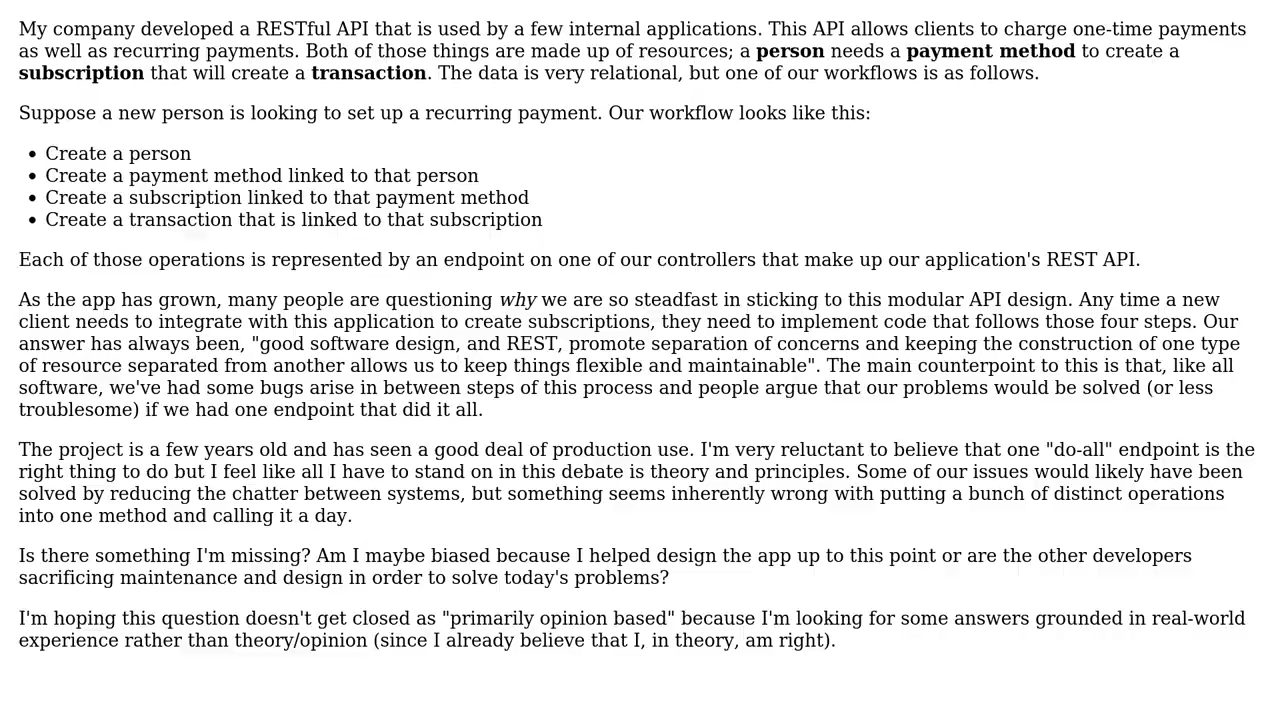 My company developed a RESTful API that is used by a few internal applications. This API allows clients to charge one-time payments
as well as recurring payments. Both of those things are made up of resources; a person needs a payment method to create a
subscription that will create a transaction. The data is very relational, but one of our workflows is as follows.
Suppose a new person is looking to set up a recurring payment. Our workflow looks like this:
• Create a person
• Create a payment method linked to that person
• Create a subscription linked to that payment method
• Create a transaction that is linked to that subscription
Each of those operations is represented by an endpoint on one of our controllers that make up our application's REST API.
As the app has grown, many people are questioning why we are so steadfast in sticking to this modular API design. Any time a new
client needs to integrate with this application to create subscriptions, they need to implement code that follows those four steps. Our
answer has always been, "good software design, and REST, promote separation of concerns and keeping the construction of one type
of resource separated from another allows us to keep things flexible and maintainable". The main counterpoint to this is that, like all
software, we've had some bugs arise in between steps of this process and people argue that our problems would be solved (or less
troublesome) if we had one endpoint that did it all.
The project is a few years old and has seen a good deal of production use. I'm very reluctant to believe that one "do-all" endpoint is the
right thing to do but I feel like all I have to stand on in this debate is theory and principles. Some of our issues would likely have been
solved by reducing the chatter between systems, but something seems inherently wrong with putting a bunch of distinct operations
into one method and calling it a day.
Is there something I'm missing? Am I maybe biased because I helped design the app up to this point or are the other developers
sacrificing maintenance and design in order to solve today's problems?
I'm hoping this question doesn't get closed as "primarily opinion based" because I'm looking for some answers grounded in real-world
experience rather than theory/opinion (since I already believe that I, in theory, am right).